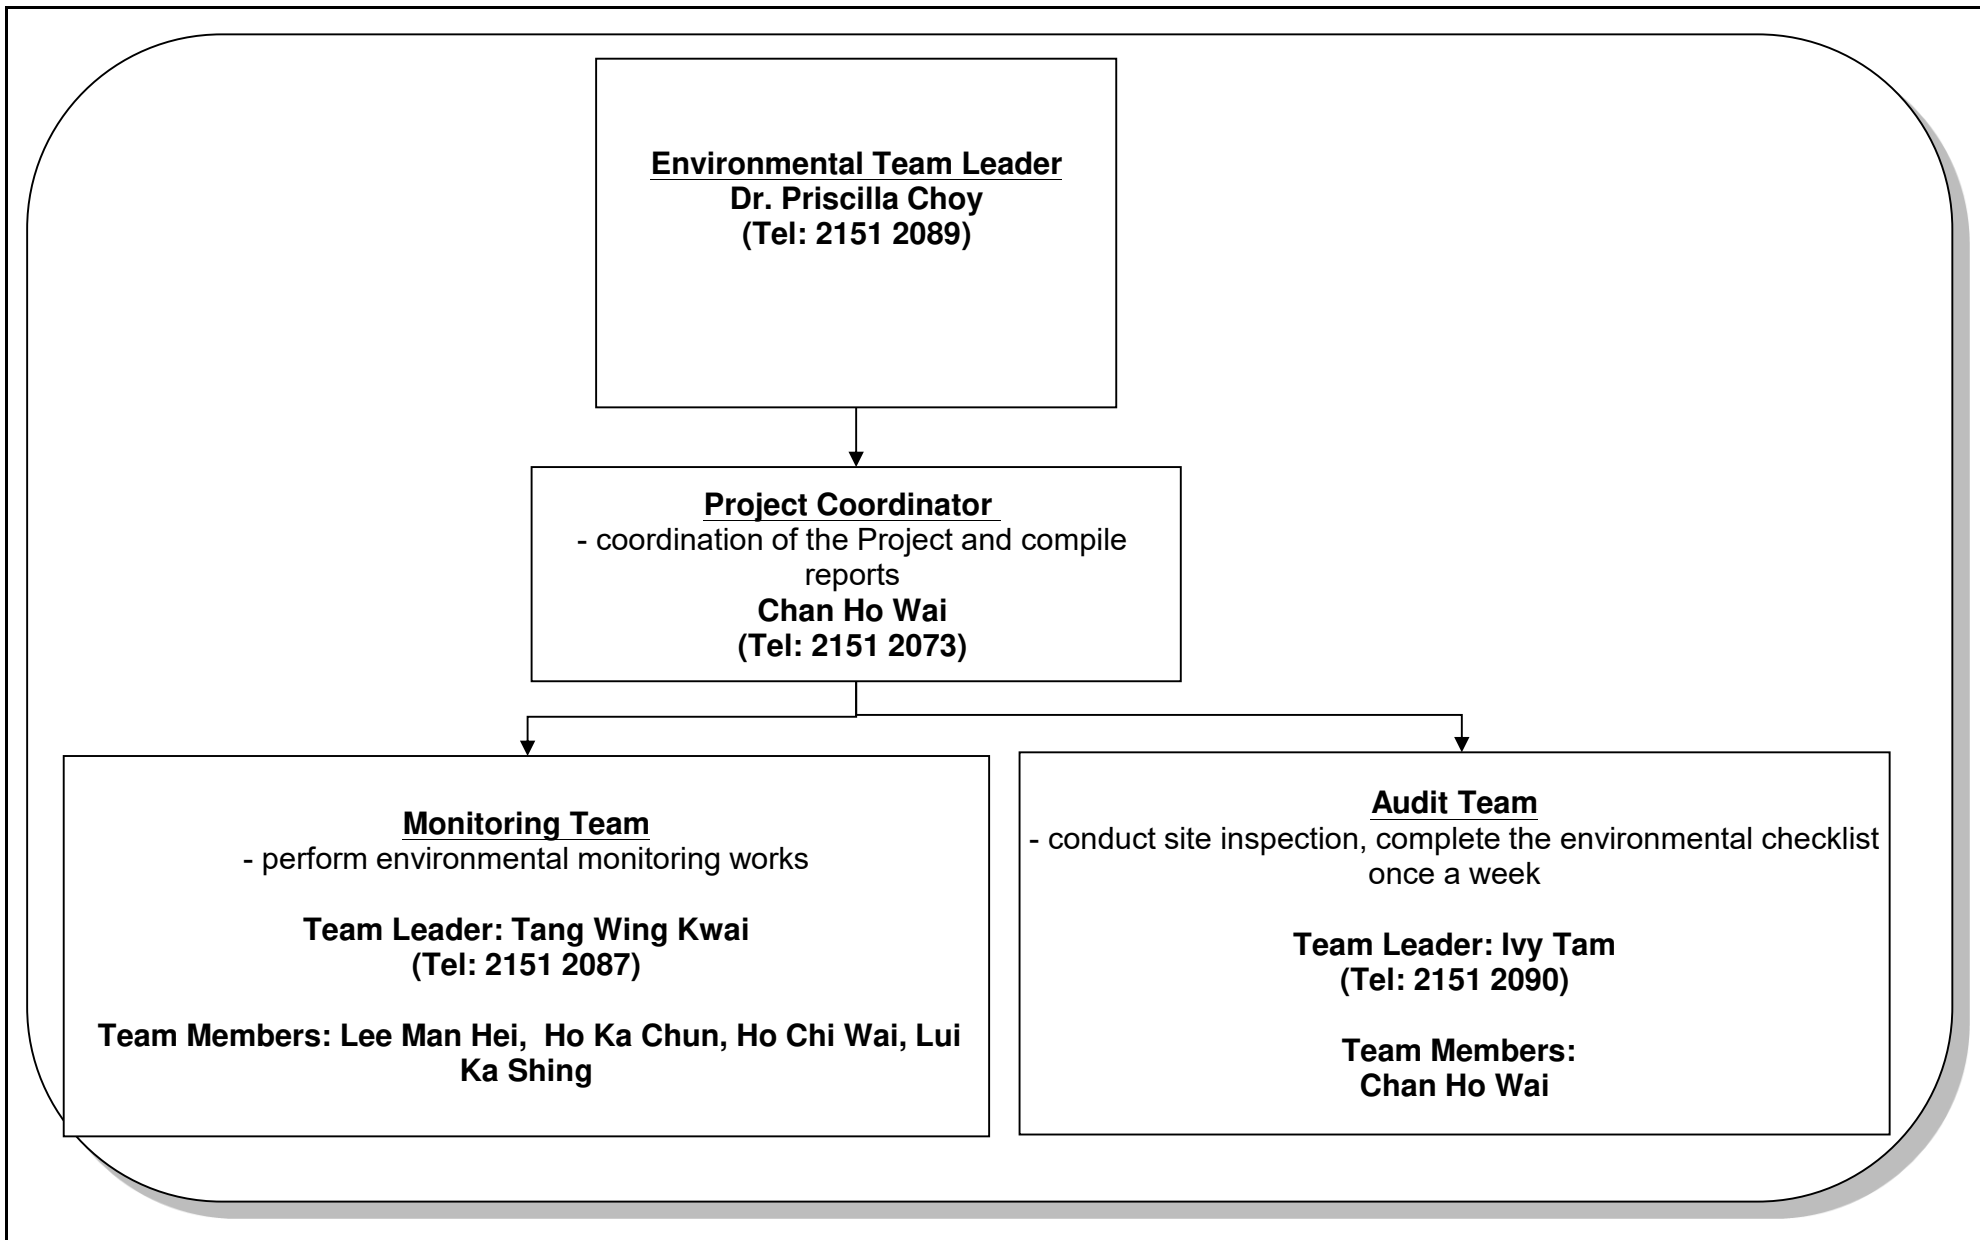 Environmental Team Leader
Dr. Priscilla Choy
(Tel: 2151 2089)
Project Coordinator
- coordination of the Project and compile
reports
Chan Ho Wai
(Tel: 2151 2073)
Monitoring Team
- perform environmental monitoring works
Team Leader: Tang Wing Kwai
(Tel: 2151 2087)
Team Members: Lee Man Hei,  Ho Ka Chun, Ho Chi Wai, Lui
Ka Shing
Audit Team
- conduct site inspection, complete the environmental checklist
once a week
Team Leader: Ivy Tam
(Tel: 2151 2090)
Team Members:
Chan Ho Wai